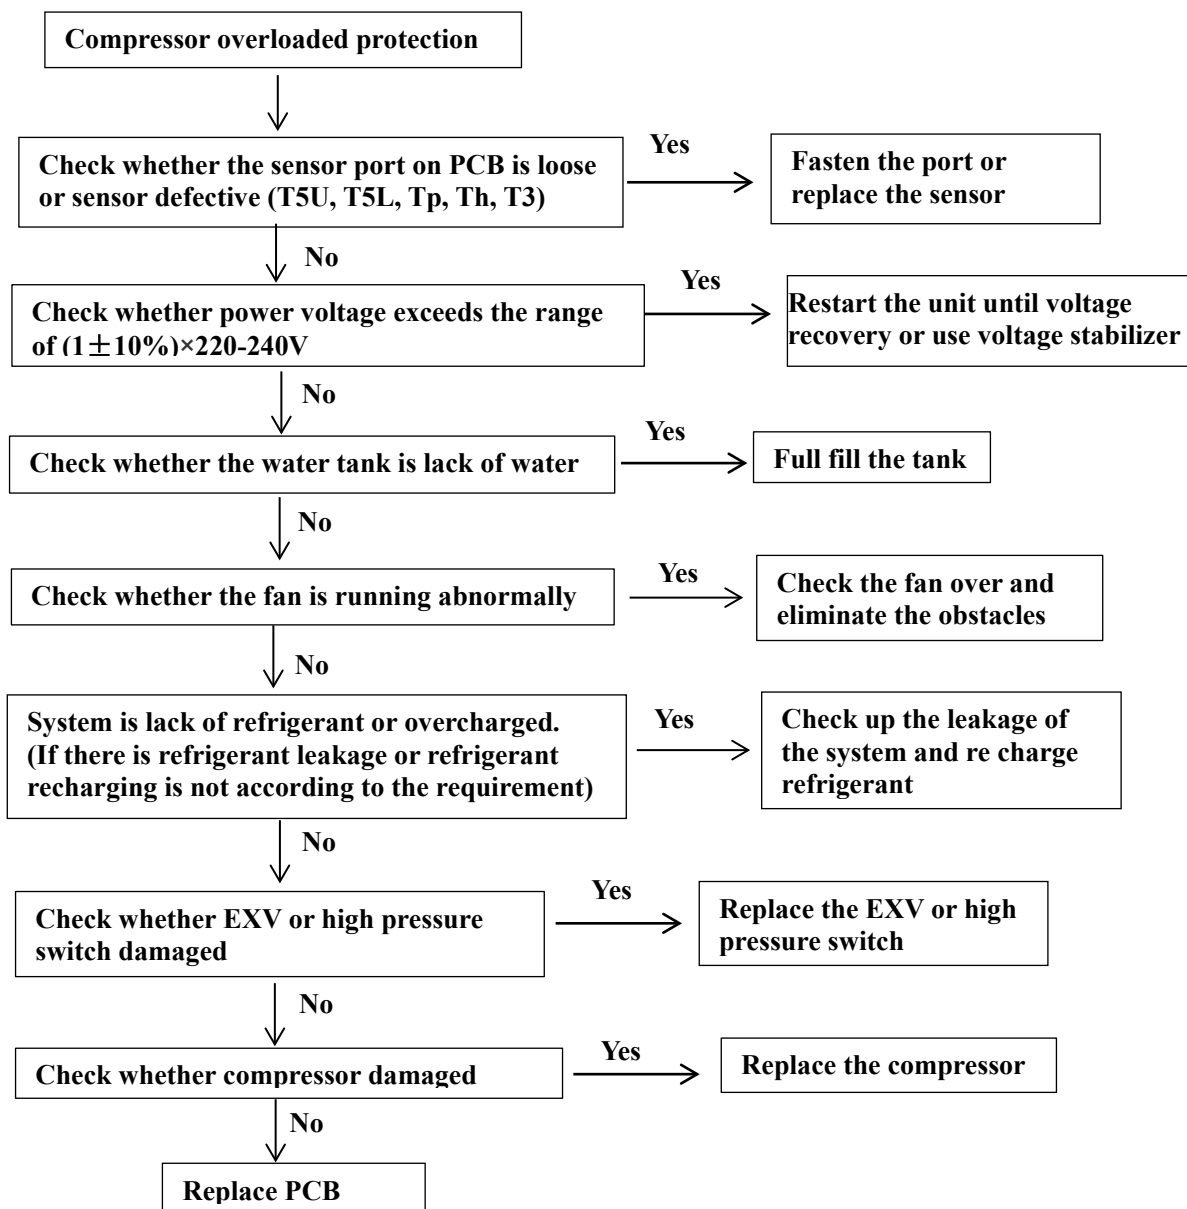 Compressor overloaded protection
Check whether the sensor port on PCB is loose
or sensor defective (T5U, T5L, Tp, Th, T3)
Yes
Fasten the port or
replace the sensor
No
Check whether power voltage exceeds the range
of (1±10%)×220-240V
Yes
Restart the unit until voltage
recovery or use voltage stabilizer
No
Check whether the water tank is lack of water
Yes
Full fill the tank
No
Check whether the fan is running abnormally
Yes
Check the fan over and
eliminate the obstacles
No
System is lack of refrigerant or overcharged.
(If there is refrigerant leakage or refrigerant
recharging is not according to the requirement)
Yes
Check up the leakage of
the system and re charge
refrigerant
No
Check whether EXV or high pressure
switch damaged
Yes
Replace the EXV or high
pressure switch
No
Check whether compressor damaged
Yes
Replace the compressor
No
Replace PCB